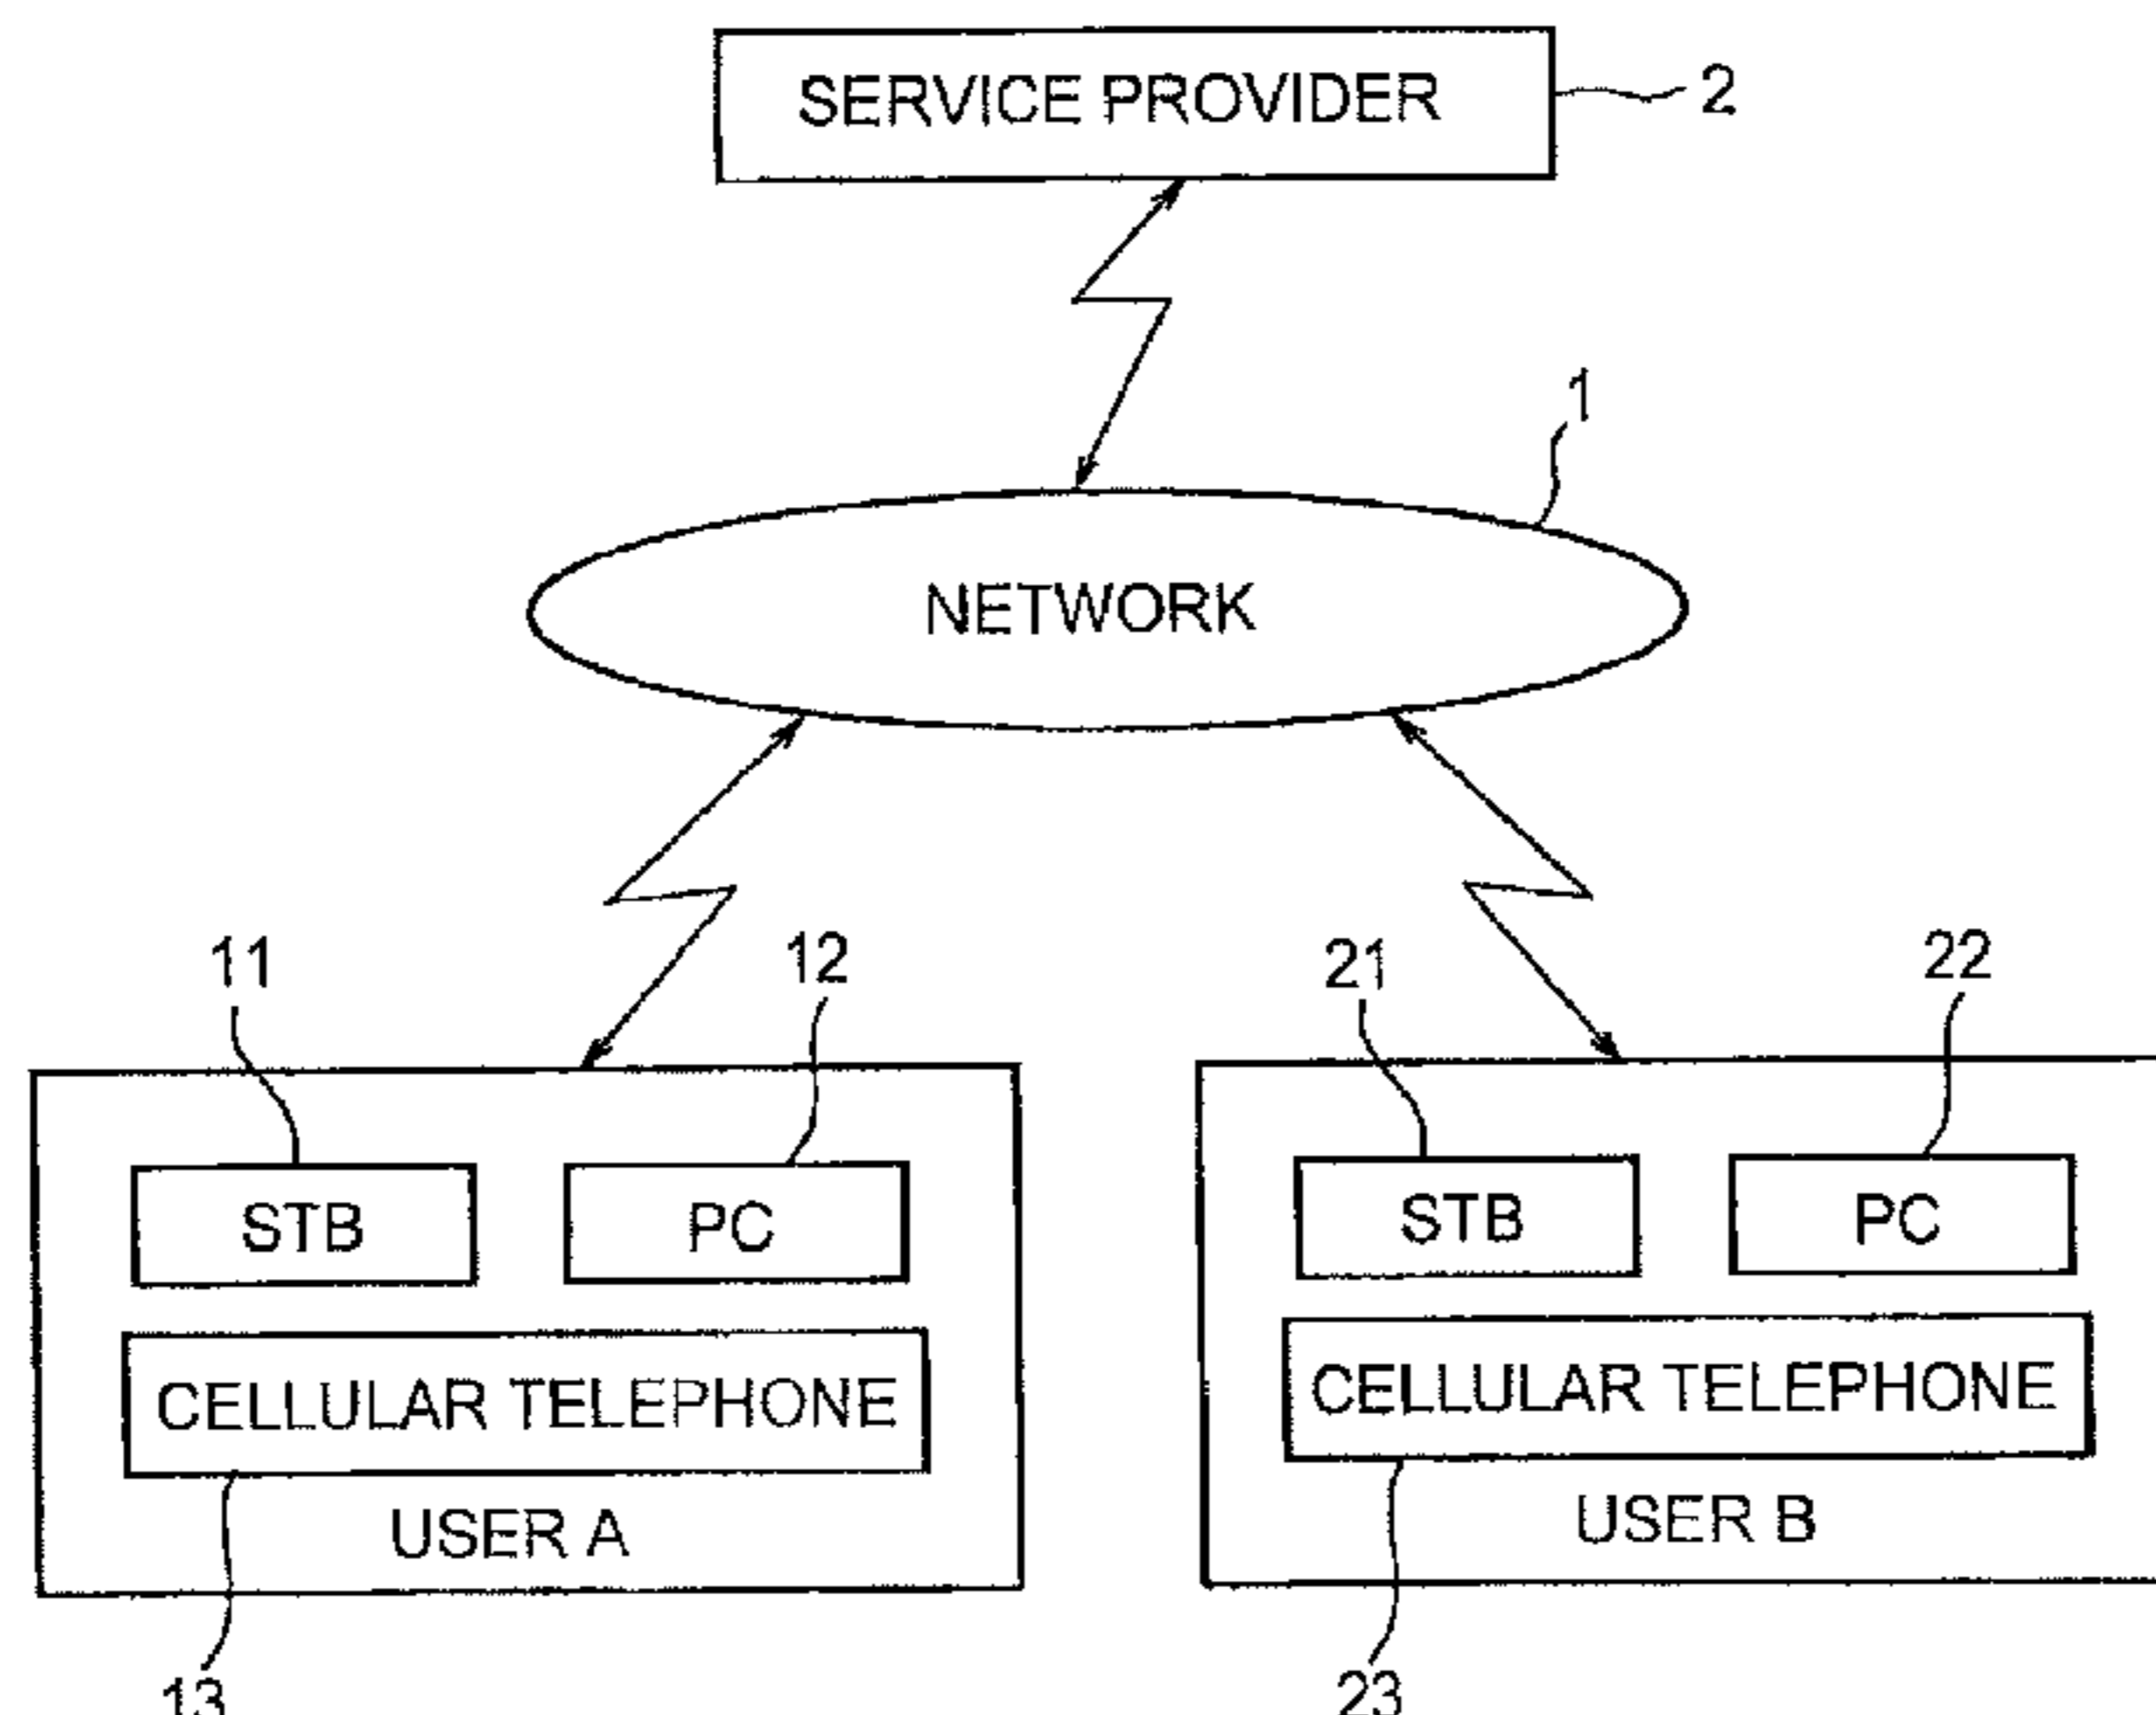 SERVICE PROVIDER 2
1
NETWORK
11 12 21 22
STB PC STB PC
CELLULAR TELEPHONE CELLULAR TELEPHONE
USER A USER B
13 23